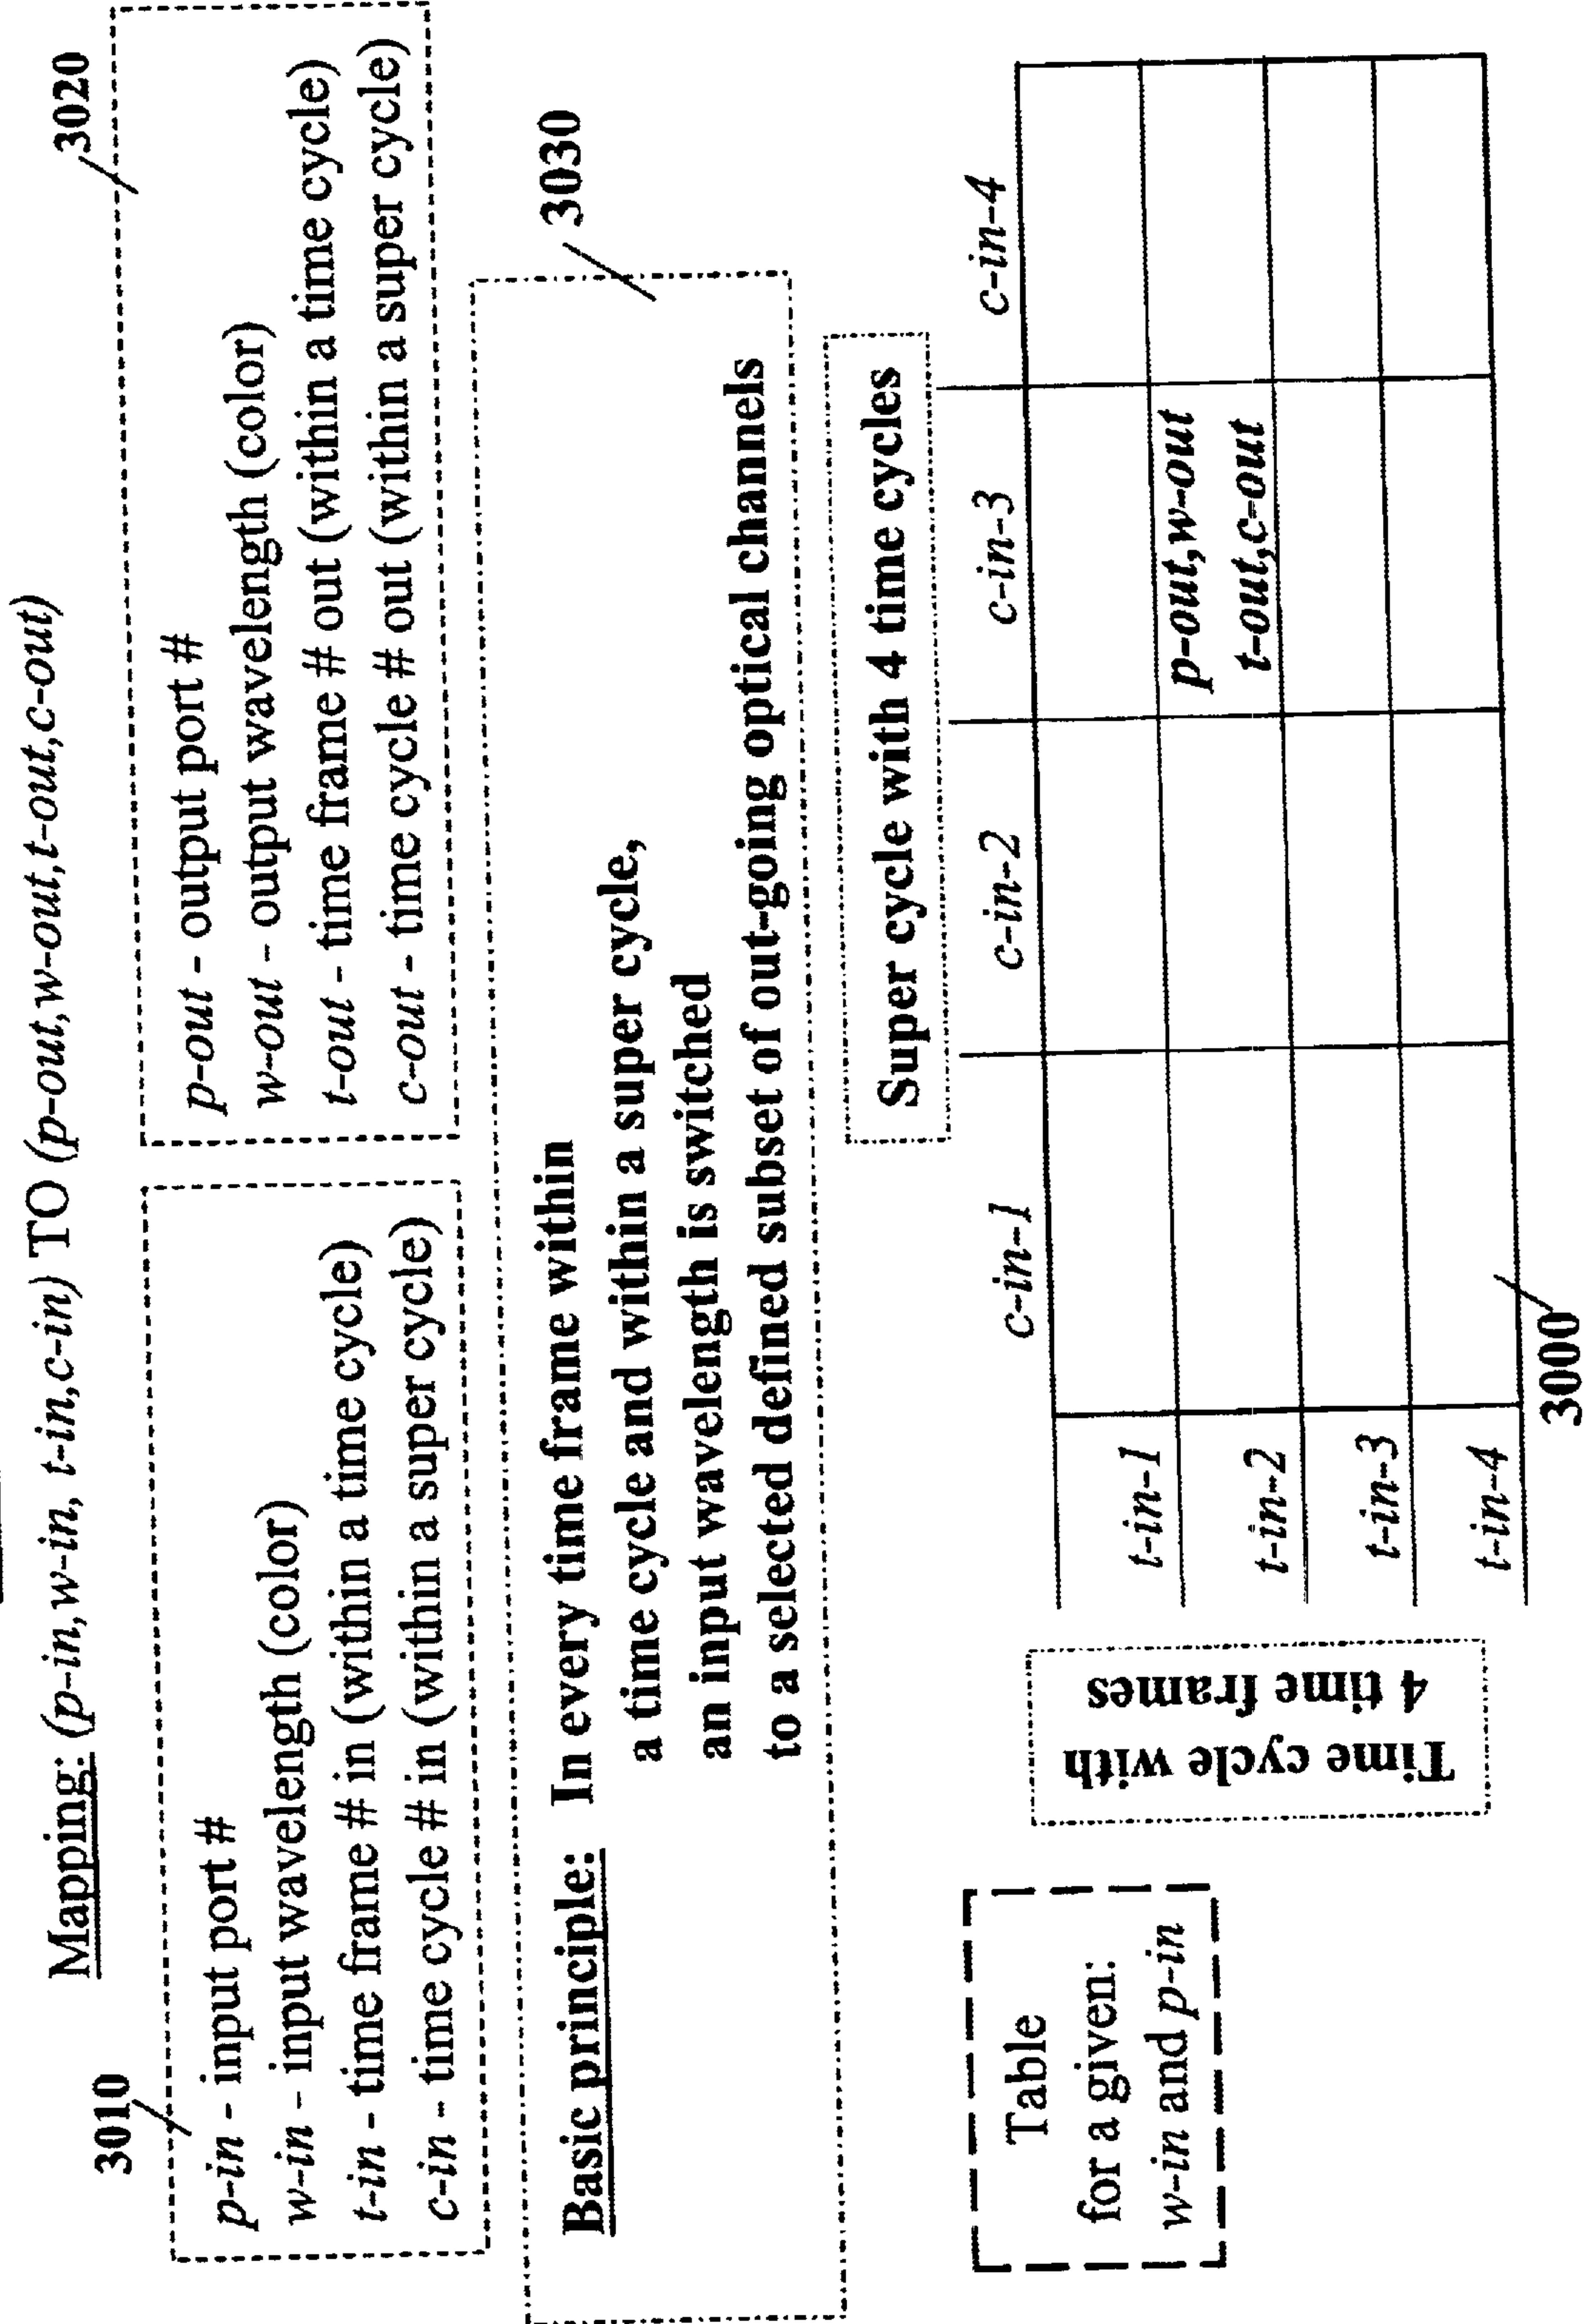 Mapping: (p-in,w-in, t-in,c-in) TO (p-out,w-out,t-out,c-out)
3010
p-in - input port #
w-in - input wavelength (color)
t-in - time frame # in (within a time cycle)
c-in - time cycle # in (within a super cycle)
3020
p-out - output port #
w-out - output wavelength (color)
t-out - time frame # out (within a time cycle)
c-out - time cycle # out (within a super cycle)
3030
Basic principle: In every time frame within
a time cycle and within a super cycle,
an input wavelength is switched
to a selected defined subset of out-going optical channels
Table
for a given:
w-in and p-in
Super cycle with 4 time cycles
Time cycle with
4 time frames
c-in-1 c-in-2 c-in-3 c-in-4
t-in-1
t-in-2
p-out,w-out
t-out,c-out
t-in-3
t-in-4
3000